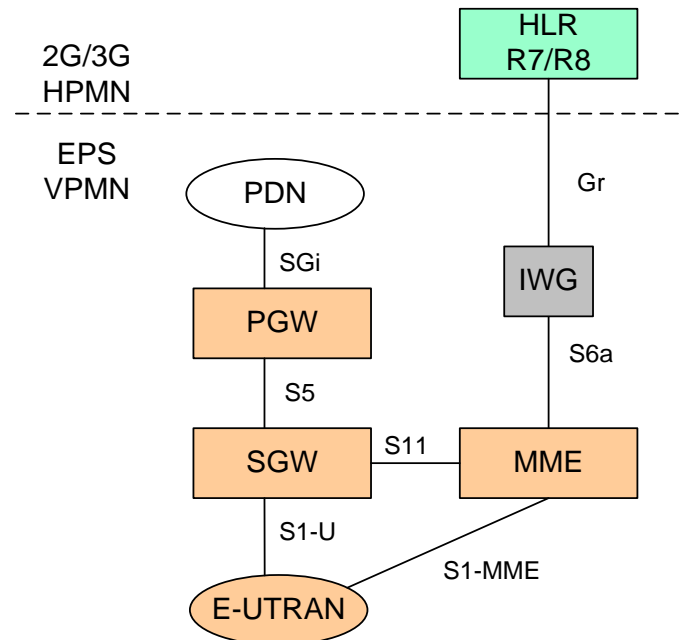 HLR
R7/R8
2G/3G
HPMN
EPS
VPMN
PDN
Gr
SGi
IWG
PGW
S6a
S5
SGW
S11
MME
S1-U
S1-MME
E-UTRAN